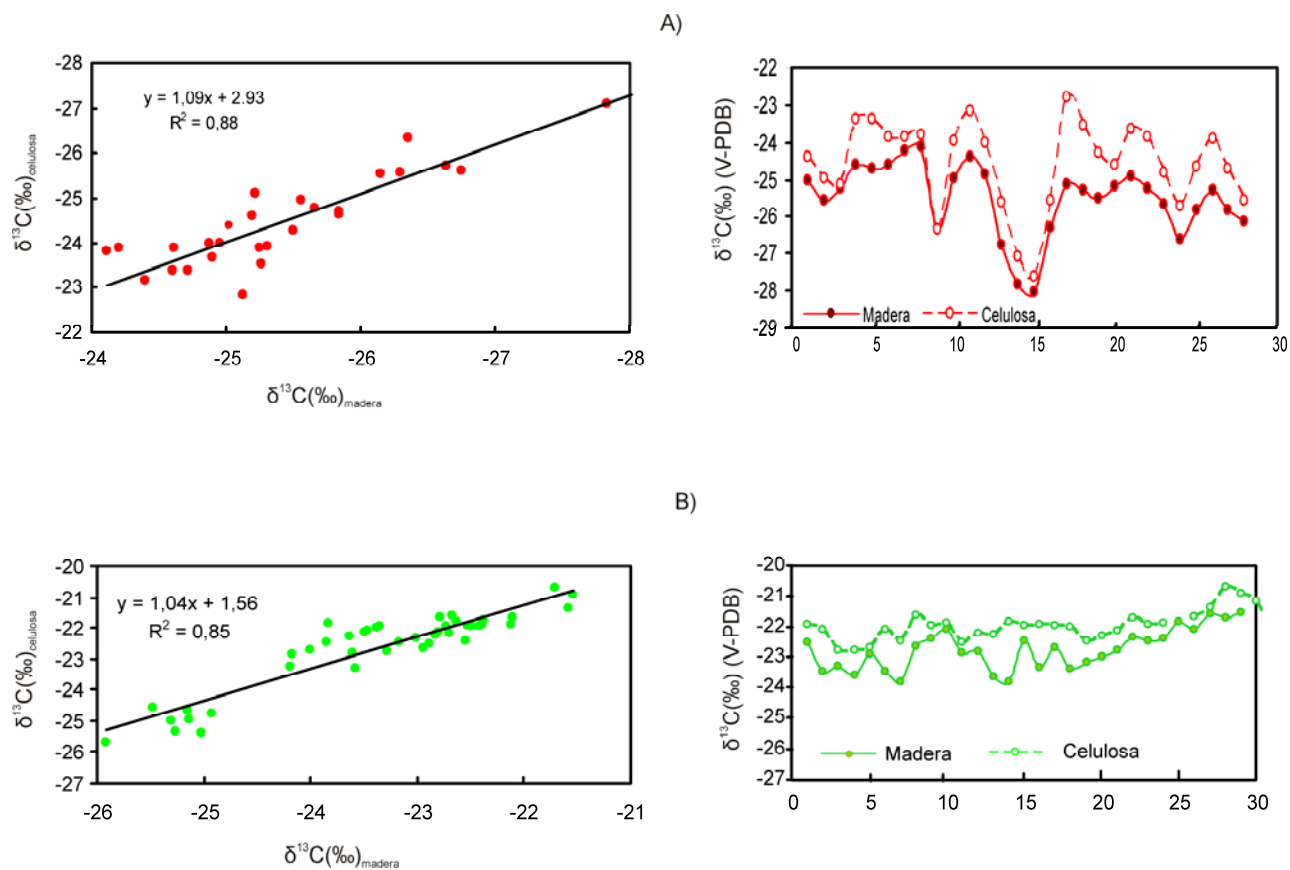 A)
δ¹³C(‰)celulosa
-28
-27
-26
-25
-24
-23
-22
y = 1,09x + 2.93
R² = 0,88
-24 -25 -26 -27 -28
δ¹³C(‰)madera
δ¹³C(‰) (V-PDB)
-22
-23
-24
-25
-26
-27
-28
-29
Madera Celulosa
0 5 10 15 20 25 30
B)
δ¹³C(‰)celulosa
-20
-21
-22
-23
-24
-25
-26
-27
y = 1,04x + 1,56
R² = 0,85
-26 -25 -24 -23 -22 -21
δ¹³C(‰)madera
δ¹³C(‰) (V-PDB)
-20
-21
-22
-23
-24
-25
-26
-27
Madera Celulosa
0 5 10 15 20 25 30